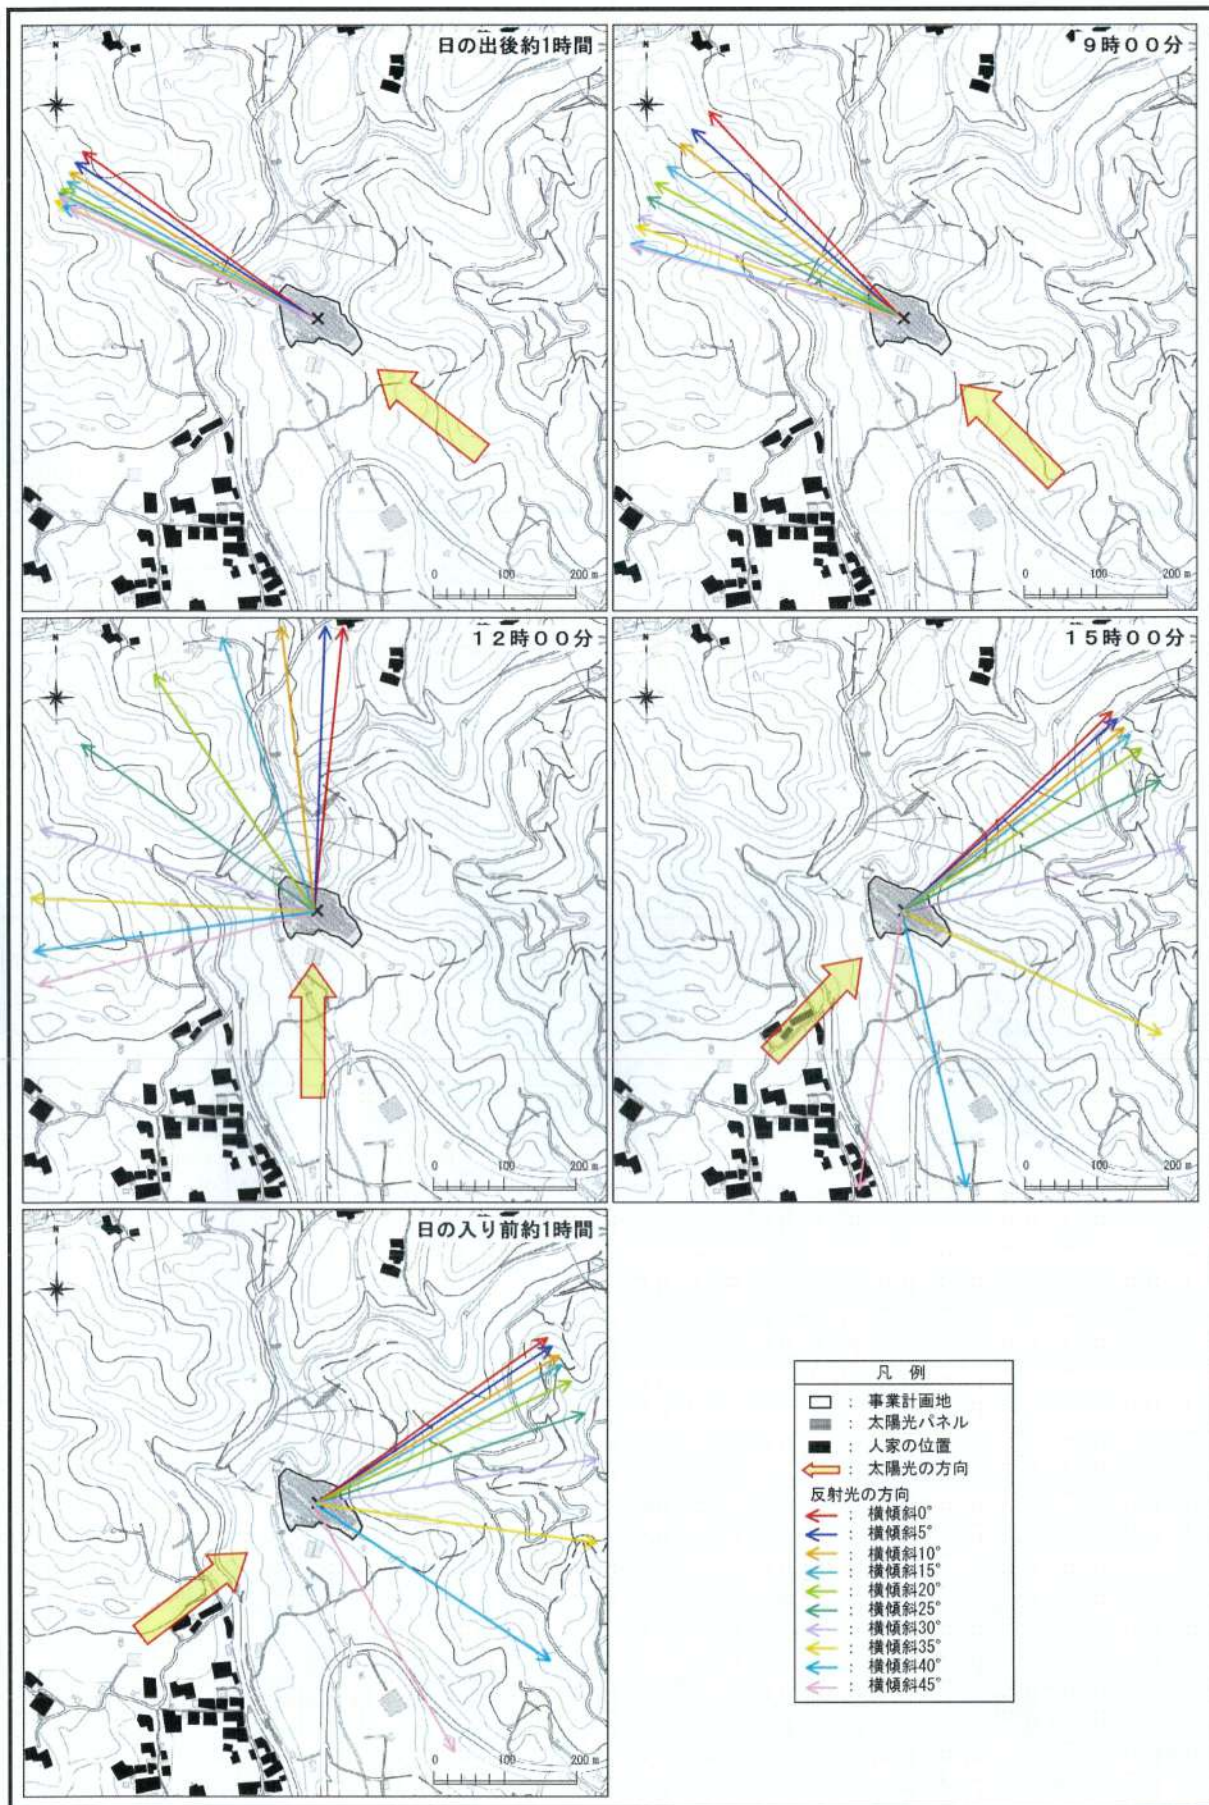 日の出後約1時間
N
0 100 200 m
9時００分
N
0 100 200 m
１２時００分
N
0 100 200 m
１５時００分
N
0 100 200 m
日の入り前約1時間
N
0 100 200 m
凡 例
： 事業計画地
： 太陽光パネル
： 人家の位置
： 太陽光の方向
反射光の方向
： 横傾斜0°
： 横傾斜5°
： 横傾斜10°
： 横傾斜15°
： 横傾斜20°
： 横傾斜25°
： 横傾斜30°
： 横傾斜35°
： 横傾斜40°
： 横傾斜45°